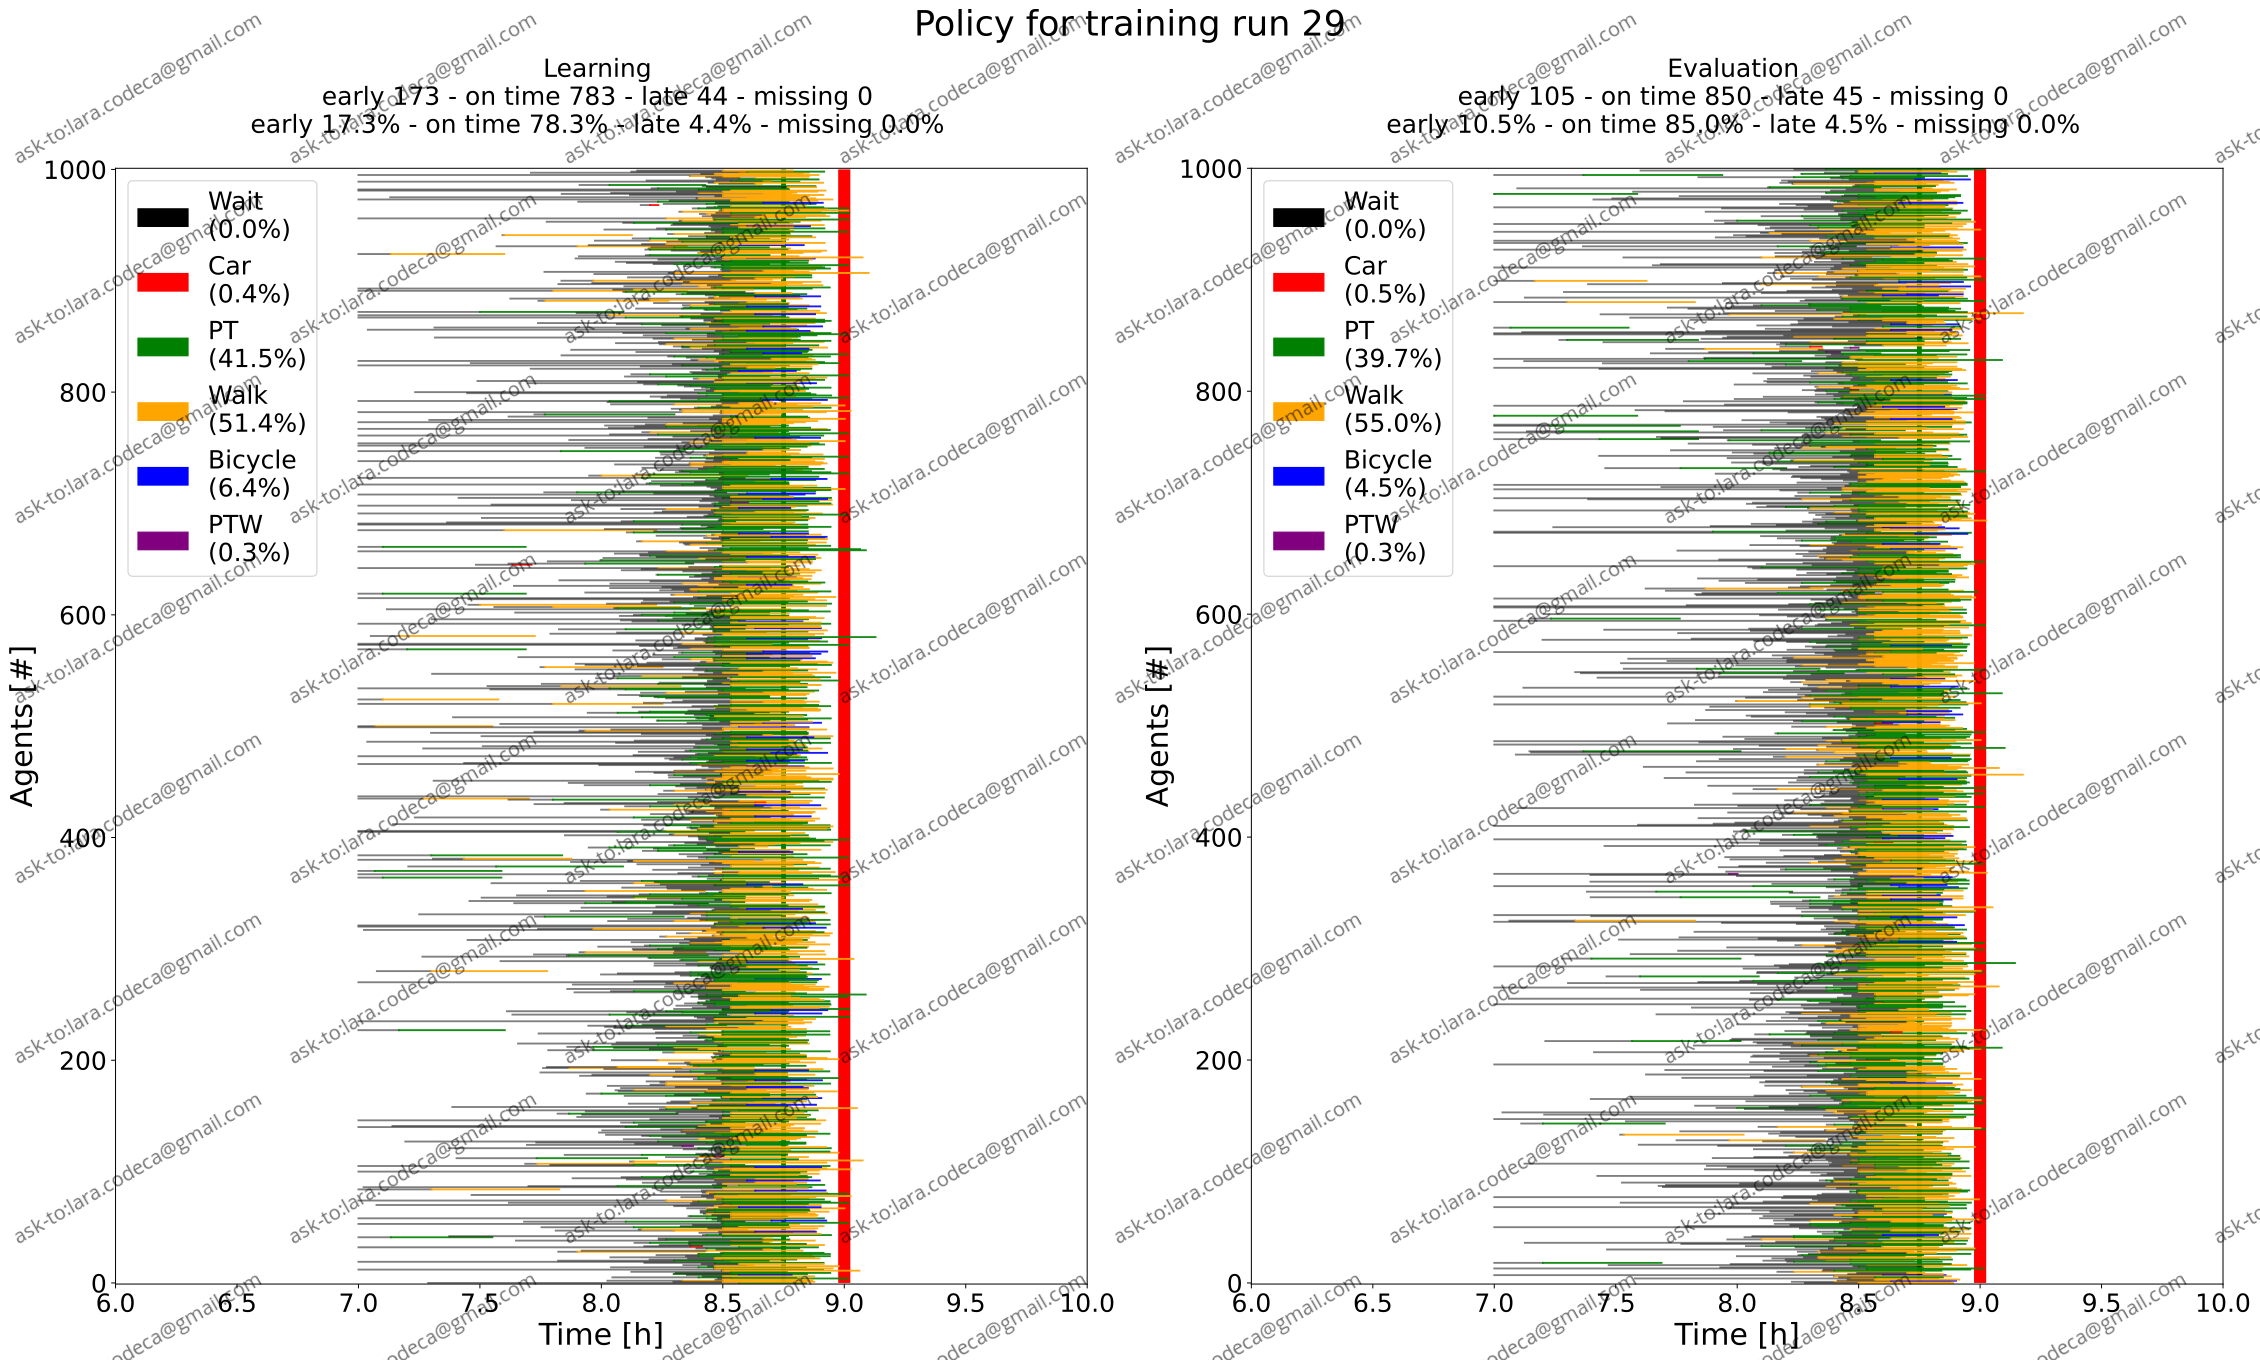 Policy for training run 29
Learning
early 173 - on time 783 - late 44 - missing 0
early 17.3% - on time 78.3% - late 4.4% - missing 0.0%
Agents [#]
1000
800
600
400
200
0
Wait
(0.0%)
Car
(0.4%)
PT
(41.5%)
Walk
(51.4%)
Bicycle
(6.4%)
PTW
(0.3%)
6.0 6.5 7.0 7.5 8.0 8.5 9.0 9.5 10.0
Time [h]
Evaluation
early 105 - on time 850 - late 45 - missing 0
early 10.5% - on time 85.0% - late 4.5% - missing 0.0%
Agents [#]
1000
800
600
400
200
0
Wait
(0.0%)
Car
(0.5%)
PT
(39.7%)
Walk
(55.0%)
Bicycle
(4.5%)
PTW
(0.3%)
6.0 6.5 7.0 7.5 8.0 8.5 9.0 9.5 10.0
Time [h]
ask-to:lara.codeca@gmail.com